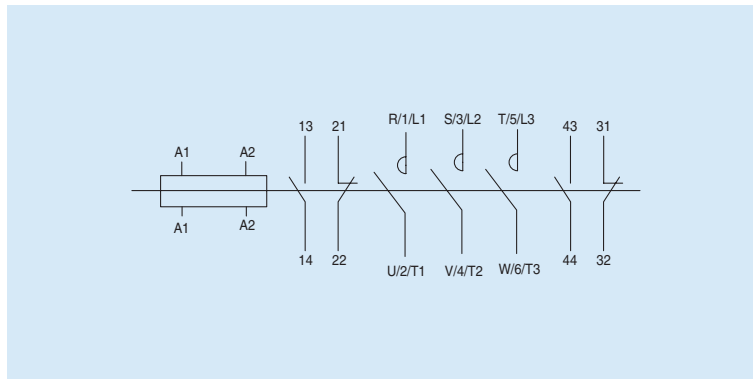 R/1/L1 S/3/L2 T/5/L3
13 21 43 31
A1 A2
A1 A2
14 22 44 32
U/2/T1 V/4/T2 W/6/T3